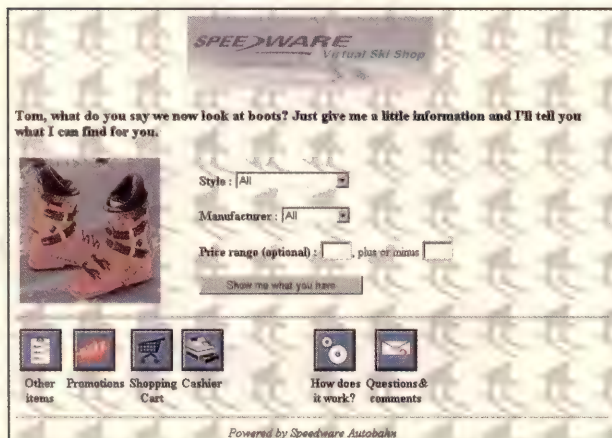 SPEEDWARE
Virtual Ski Shop
Tom, what do you say we now look at boots? Just give me a little information and I'll tell you
what I can find for you.
Style : All
Manufacturer : All
Price range (optional) : , plus or minus
Show me what you have
Other items
Promotions
Shopping Cart
Cashier
How does it work?
Questions & comments
Powered by Speedware Autobahn